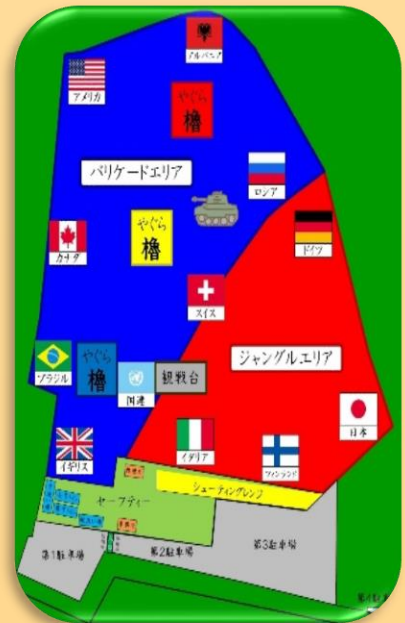 アルバニア
アメリカ
やぐら
櫓
バリケードエリア
ロシア
やぐら
櫓
カナダ
ドイツ
スイス
ジャングルエリア
ブラジル
やぐら
櫓
国連
観戦台
日本
イギリス
イタリア
フィンランド
セーフティー
シューティングレンジ
第1駐車場
第2駐車場
第3駐車場